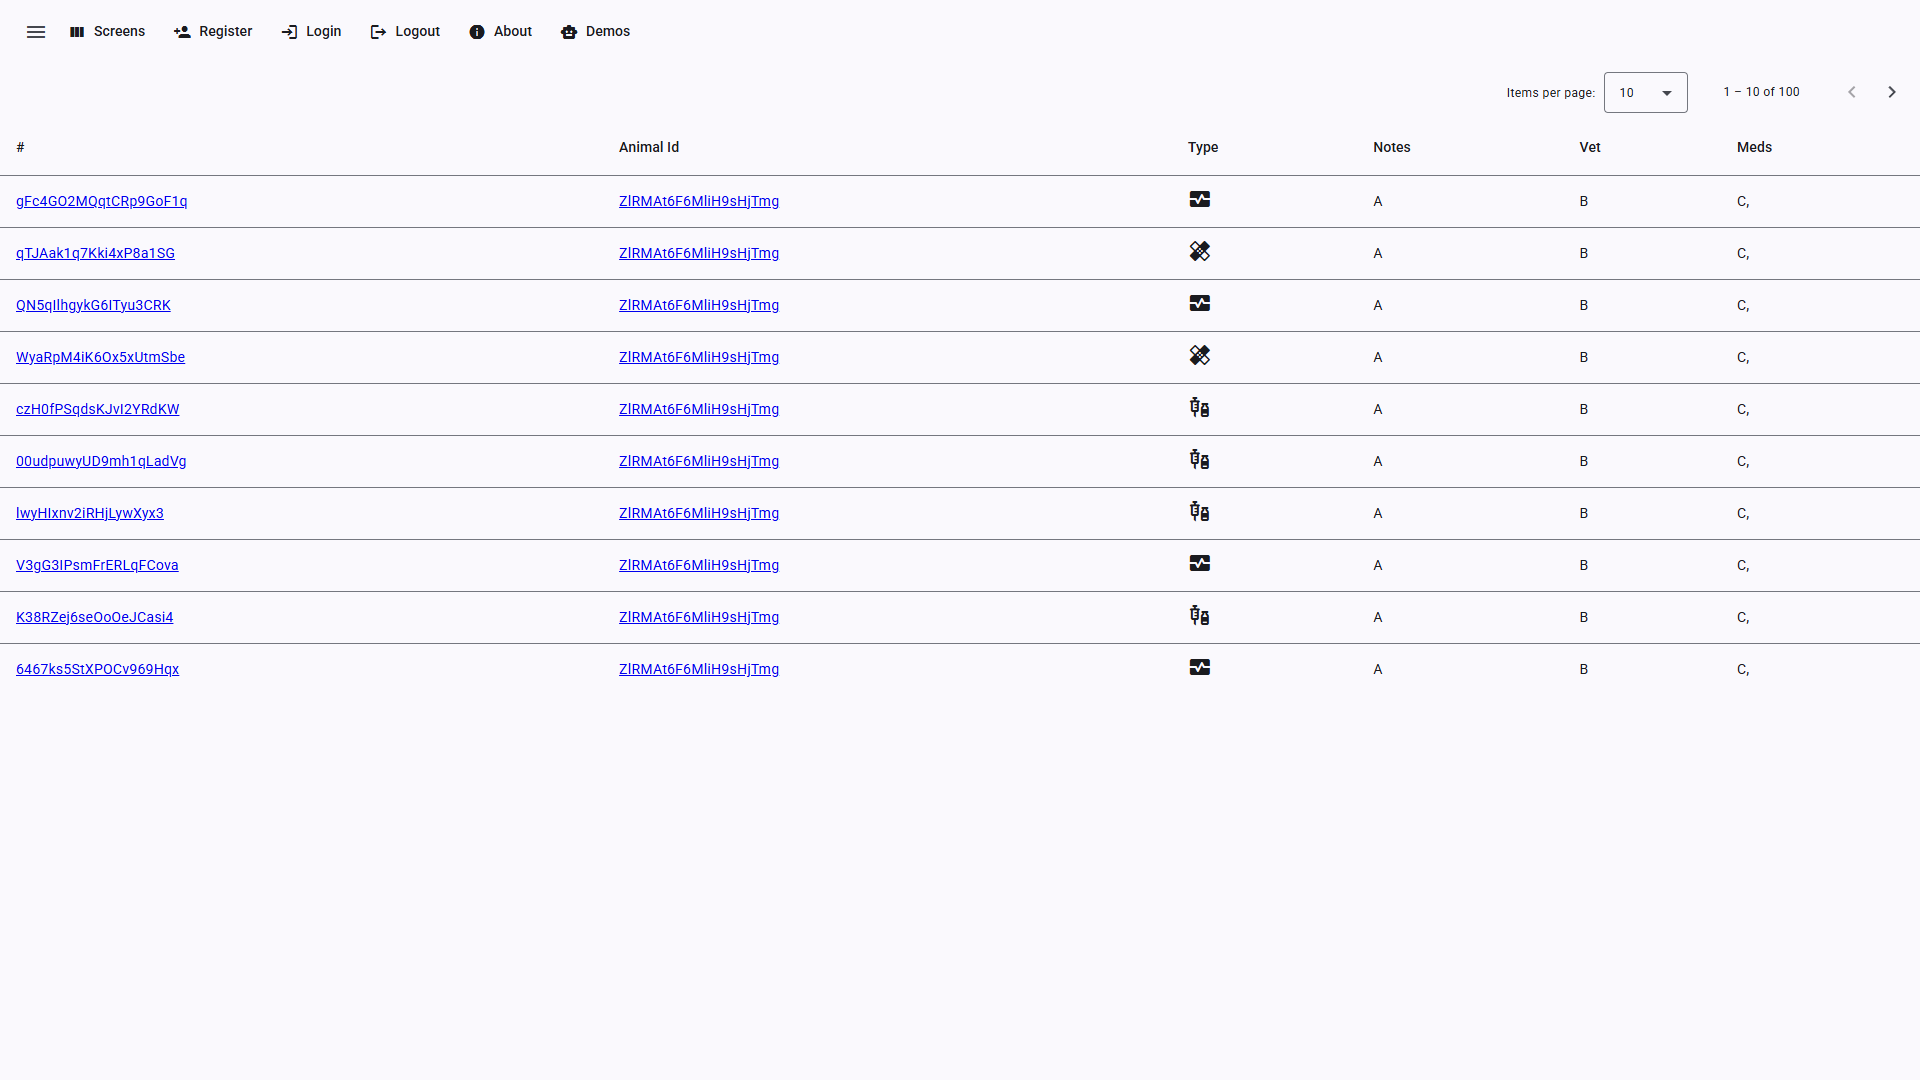 Screens Register Login Logout About Demos
Items per page: 10 1 – 10 of 100
# Animal Id Type Notes Vet Meds
gFc4GO2MQqtCRp9GoF1q ZlRMAt6F6MliH9sHjTmg A B C,
qTJAak1q7Kki4xP8a1SG ZlRMAt6F6MliH9sHjTmg A B C,
QN5qIlhgykG6ITyu3CRK ZlRMAt6F6MliH9sHjTmg A B C,
WyaRpM4iK6Ox5xUtmSbe ZlRMAt6F6MliH9sHjTmg A B C,
czH0fPSqdsKJvI2YRdKW ZlRMAt6F6MliH9sHjTmg A B C,
00udpuwyUD9mh1qLadVg ZlRMAt6F6MliH9sHjTmg A B C,
lwyHIxnv2iRHjLywXyx3 ZlRMAt6F6MliH9sHjTmg A B C,
V3gG3IPsmFrERLqFCova ZlRMAt6F6MliH9sHjTmg A B C,
K38RZej6seOoOeJCasi4 ZlRMAt6F6MliH9sHjTmg A B C,
6467ks5StXPOCv969Hqx ZlRMAt6F6MliH9sHjTmg A B C,